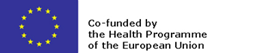 Co-funded by
the Health Programme
of the European Union